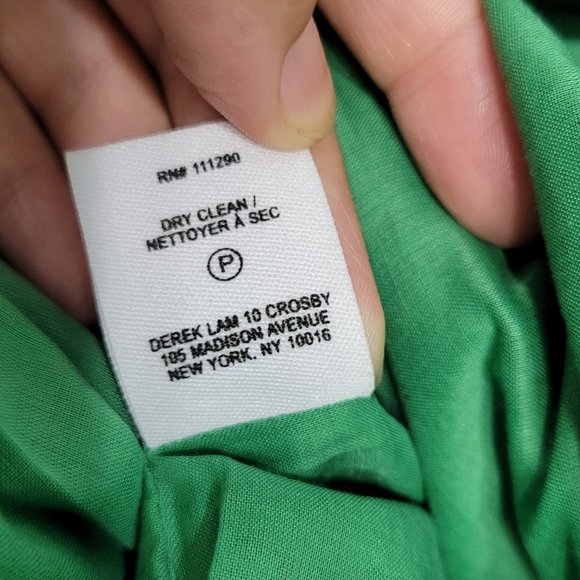 RN# 111290
DRY CLEAN /
NETTOYER À SEC
P
DEREK LAM 10 CROSBY
105 MADISON AVENUE
NEW YORK, NY 10016